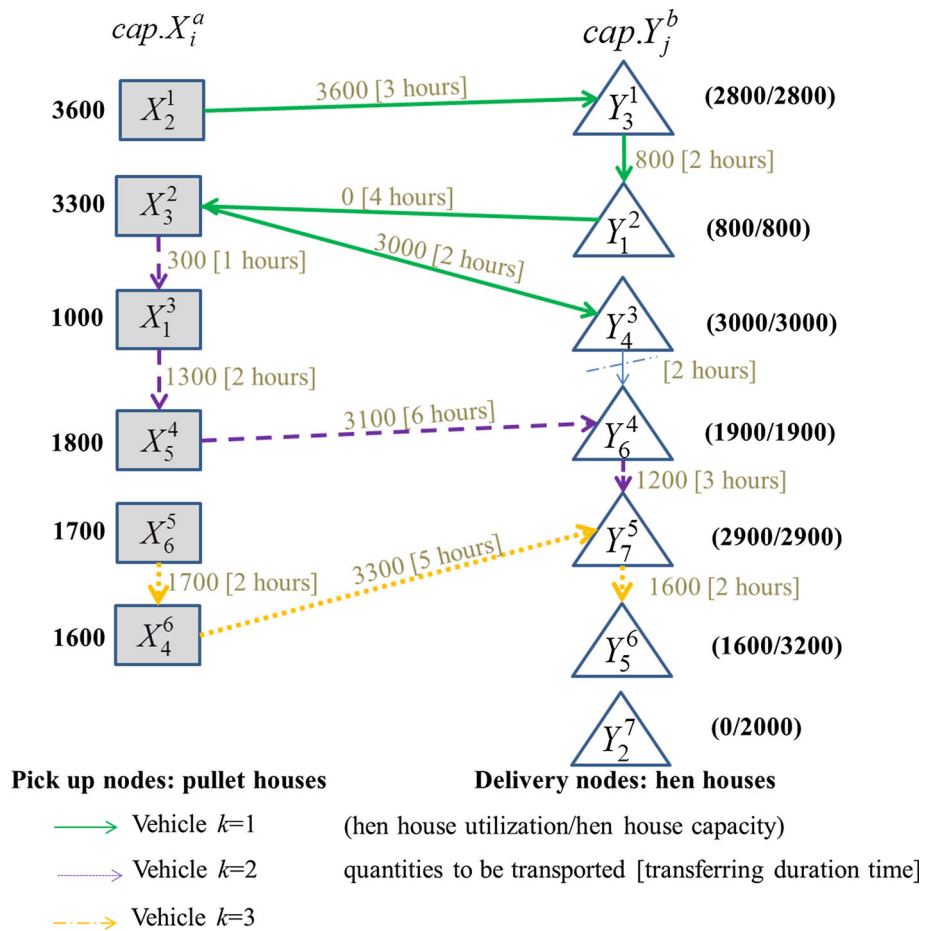 cap.X_i^a cap.Y_j^b
3600 X_2^1 3600 [3 hours] Y_3^1 (2800/2800)
800 [2 hours]
3300 X_3^2 0 [4 hours] Y_1^2 (800/800)
300 [1 hours] 3000 [2 hours]
1000 X_1^3 Y_4^3 (3000/3000)
1300 [2 hours] [2 hours]
1800 X_5^4 3100 [6 hours] Y_6^4 (1900/1900)
1200 [3 hours]
1700 X_6^5 Y_7^5 (2900/2900)
1700 [2 hours] 3300 [5 hours] 1600 [2 hours]
1600 X_4^6 Y_5^6 (1600/3200)
Y_2^7 (0/2000)
Pick up nodes: pullet houses Delivery nodes: hen houses
Vehicle k=1 (hen house utilization/hen house capacity)
Vehicle k=2 quantities to be transported [transferring duration time]
Vehicle k=3